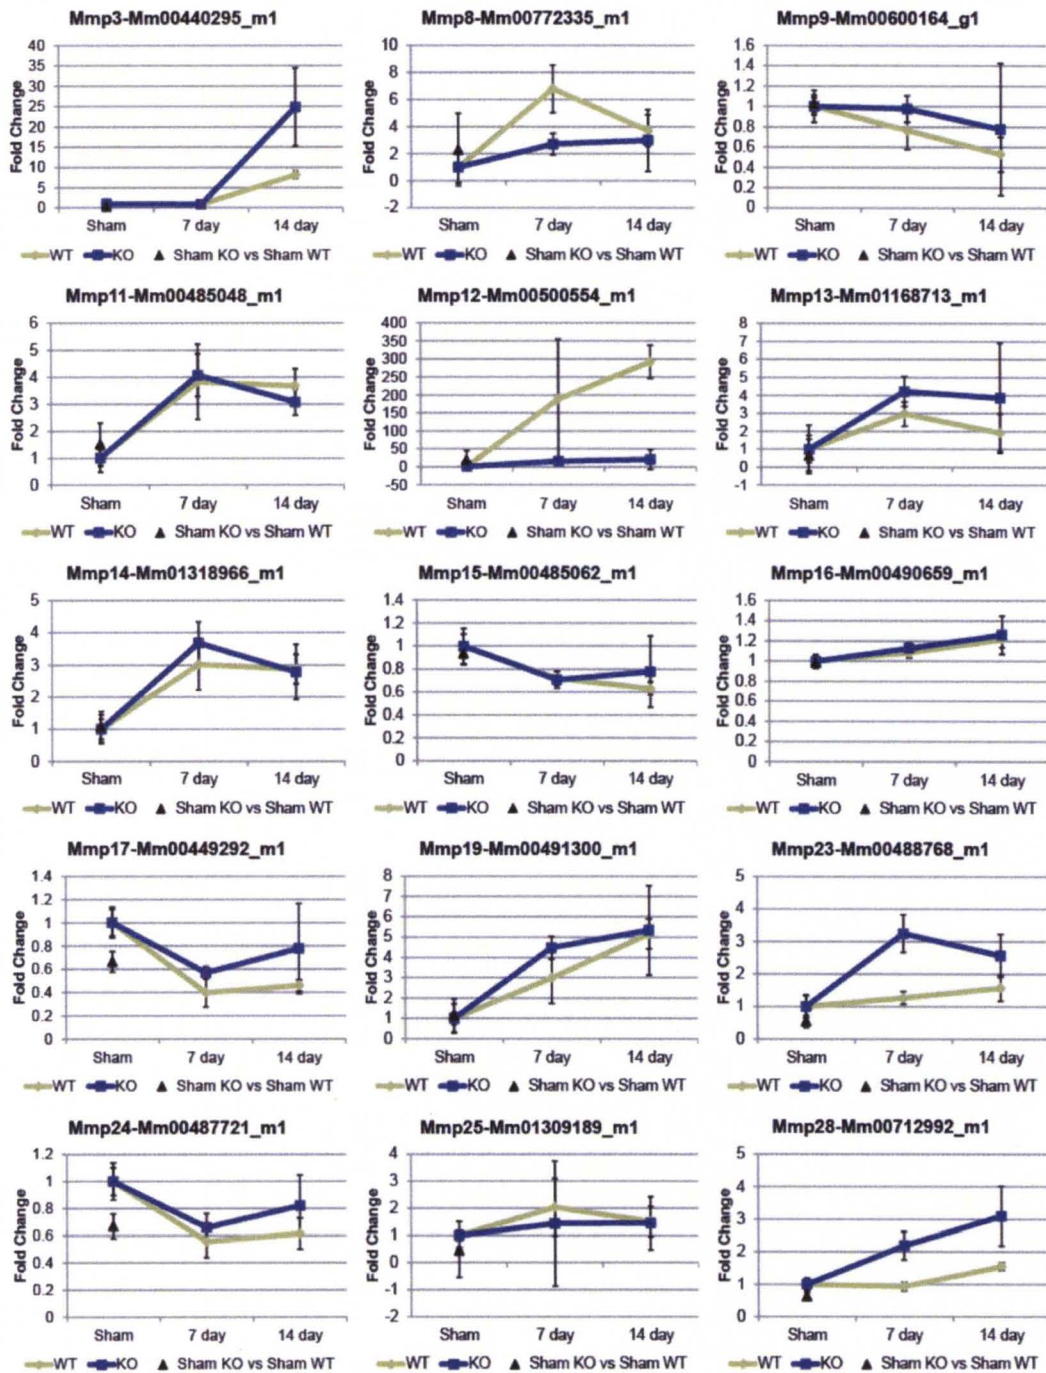 Mmp3-Mm00440295_m1
Fold Change
40
35
30
25
20
15
10
5
0
Sham 7 day 14 day
WT KO Sham KO vs Sham WT
Mmp8-Mm00772335_m1
Fold Change
10
8
6
4
2
0
-2
Sham 7 day 14 day
WT KO Sham KO vs Sham WT
Mmp9-Mm00600164_g1
Fold Change
1.6
1.4
1.2
1
0.8
0.6
0.4
0.2
0
Sham 7 day 14 day
WT KO Sham KO vs Sham WT
Mmp11-Mm00485048_m1
Fold Change
6
5
4
3
2
1
0
Sham 7 day 14 day
WT KO Sham KO vs Sham WT
Mmp12-Mm00500554_m1
Fold Change
400
350
300
250
200
150
100
50
0
-50
Sham 7 day 14 day
WT KO Sham KO vs Sham WT
Mmp13-Mm01168713_m1
Fold Change
8
7
6
5
4
3
2
1
0
-1
Sham 7 day 14 day
WT KO Sham KO vs Sham WT
Mmp14-Mm01318966_m1
Fold Change
5
4
3
2
1
0
Sham 7 day 14 day
WT KO Sham KO vs Sham WT
Mmp15-Mm00485062_m1
Fold Change
1.4
1.2
1
0.8
0.6
0.4
0.2
0
Sham 7 day 14 day
WT KO Sham KO vs Sham WT
Mmp16-Mm00490659_m1
Fold Change
1.6
1.4
1.2
1
0.8
0.6
0.4
0.2
0
Sham 7 day 14 day
WT KO Sham KO vs Sham WT
Mmp17-Mm00449292_m1
Fold Change
1.4
1.2
1
0.8
0.6
0.4
0.2
0
Sham 7 day 14 day
WT KO Sham KO vs Sham WT
Mmp19-Mm00491300_m1
Fold Change
8
7
6
5
4
3
2
1
0
Sham 7 day 14 day
WT KO Sham KO vs Sham WT
Mmp23-Mm00488768_m1
Fold Change
5
4
3
2
1
0
Sham 7 day 14 day
WT KO Sham KO vs Sham WT
Mmp24-Mm00487721_m1
Fold Change
1.2
1
0.8
0.6
0.4
0.2
0
Sham 7 day 14 day
WT KO Sham KO vs Sham WT
Mmp25-Mm01309189_m1
Fold Change
4
3
2
1
0
-1
-2
Sham 7 day 14 day
WT KO Sham KO vs Sham WT
Mmp28-Mm00712992_m1
Fold Change
5
4
3
2
1
0
Sham 7 day 14 day
WT KO Sham KO vs Sham WT